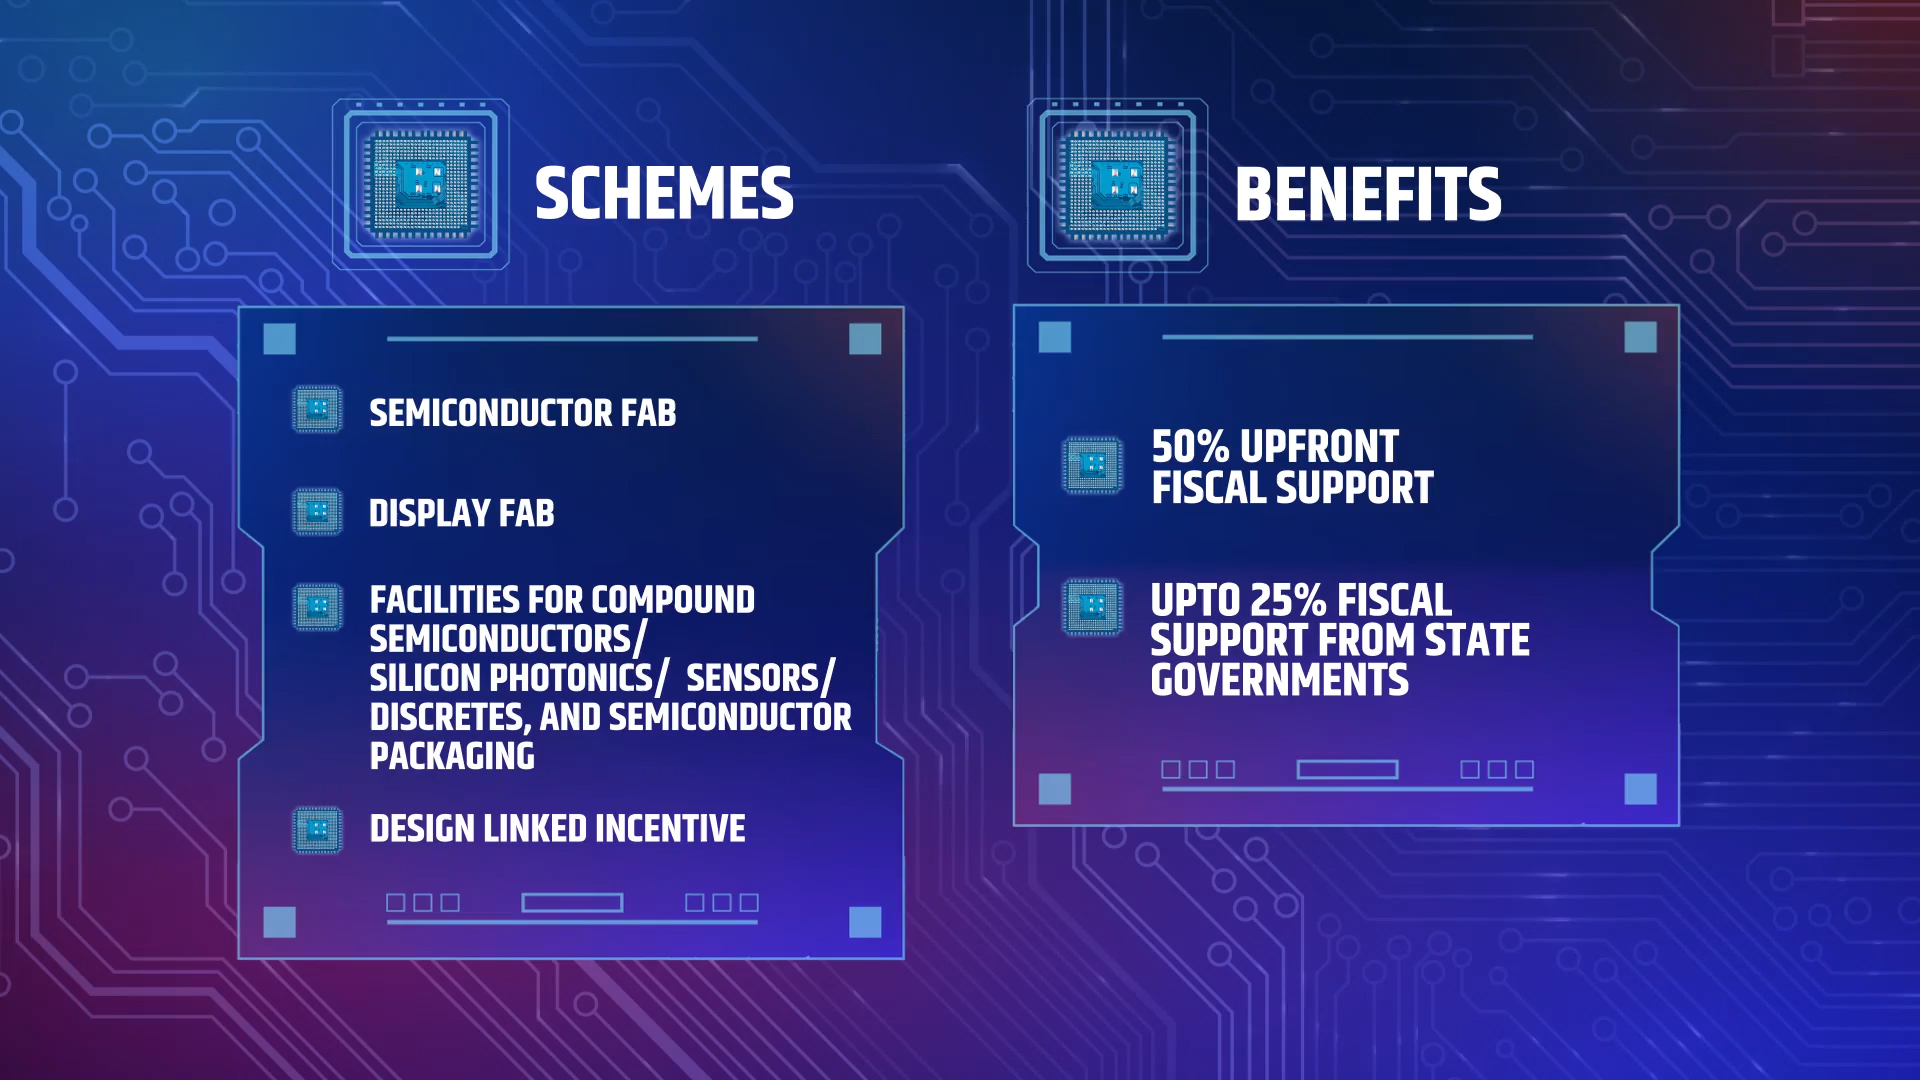 SCHEMES
SEMICONDUCTOR FAB
DISPLAY FAB
FACILITIES FOR COMPOUND
SEMICONDUCTORS/
SILICON PHOTONICS/ SENSORS/
DISCRETES, AND SEMICONDUCTOR
PACKAGING
DESIGN LINKED INCENTIVE
BENEFITS
50% UPFRONT
FISCAL SUPPORT
UPTO 25% FISCAL
SUPPORT FROM STATE
GOVERNMENTS